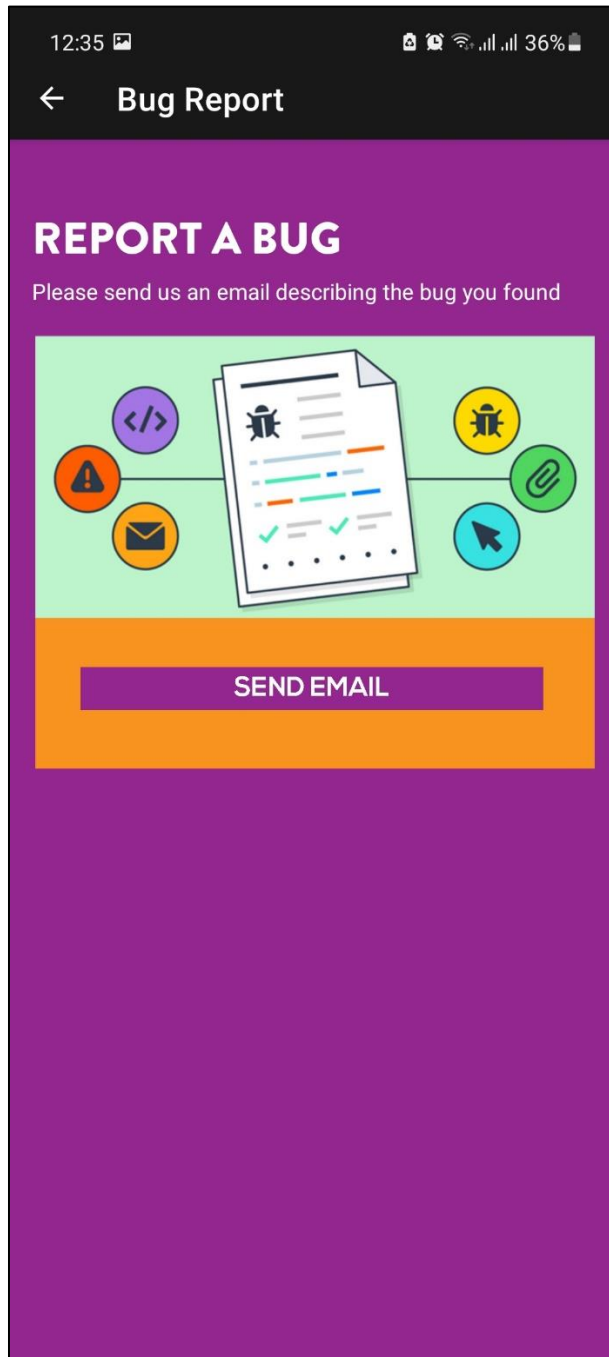 12:35 36%
Bug Report
REPORT A BUG
Please send us an email describing the bug you found
</>
SEND EMAIL